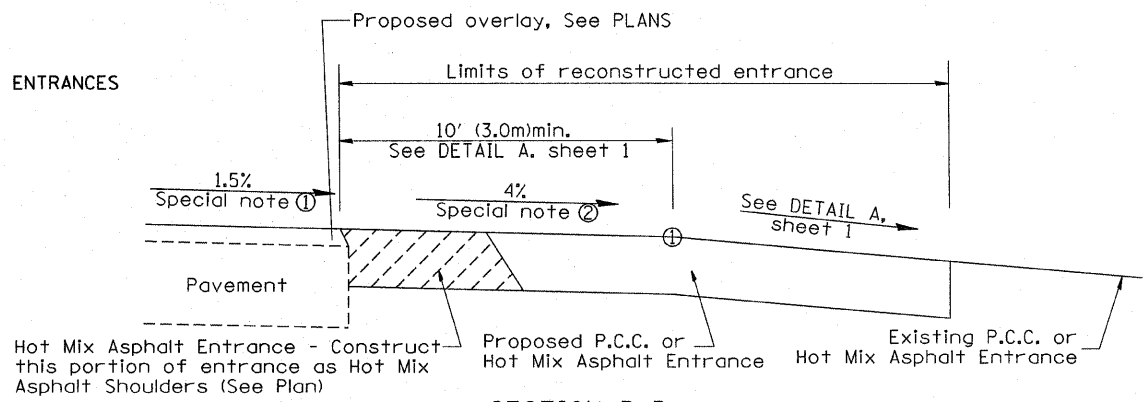 Proposed overlay, See PLANS
ENTRANCES
Limits of reconstructed entrance
10' (3.0m)min.
See DETAIL A. sheet 1
1.5%
Special note ①
4%
Special note ②
See DETAIL A,
sheet 1
①
Pavement
Hot Mix Asphalt Entrance - Construct
this portion of entrance as Hot Mix
Asphalt Shoulders (See Plan)
Proposed P.C.C. or
Hot Mix Asphalt Entrance
Existing P.C.C. or
Hot Mix Asphalt Entrance